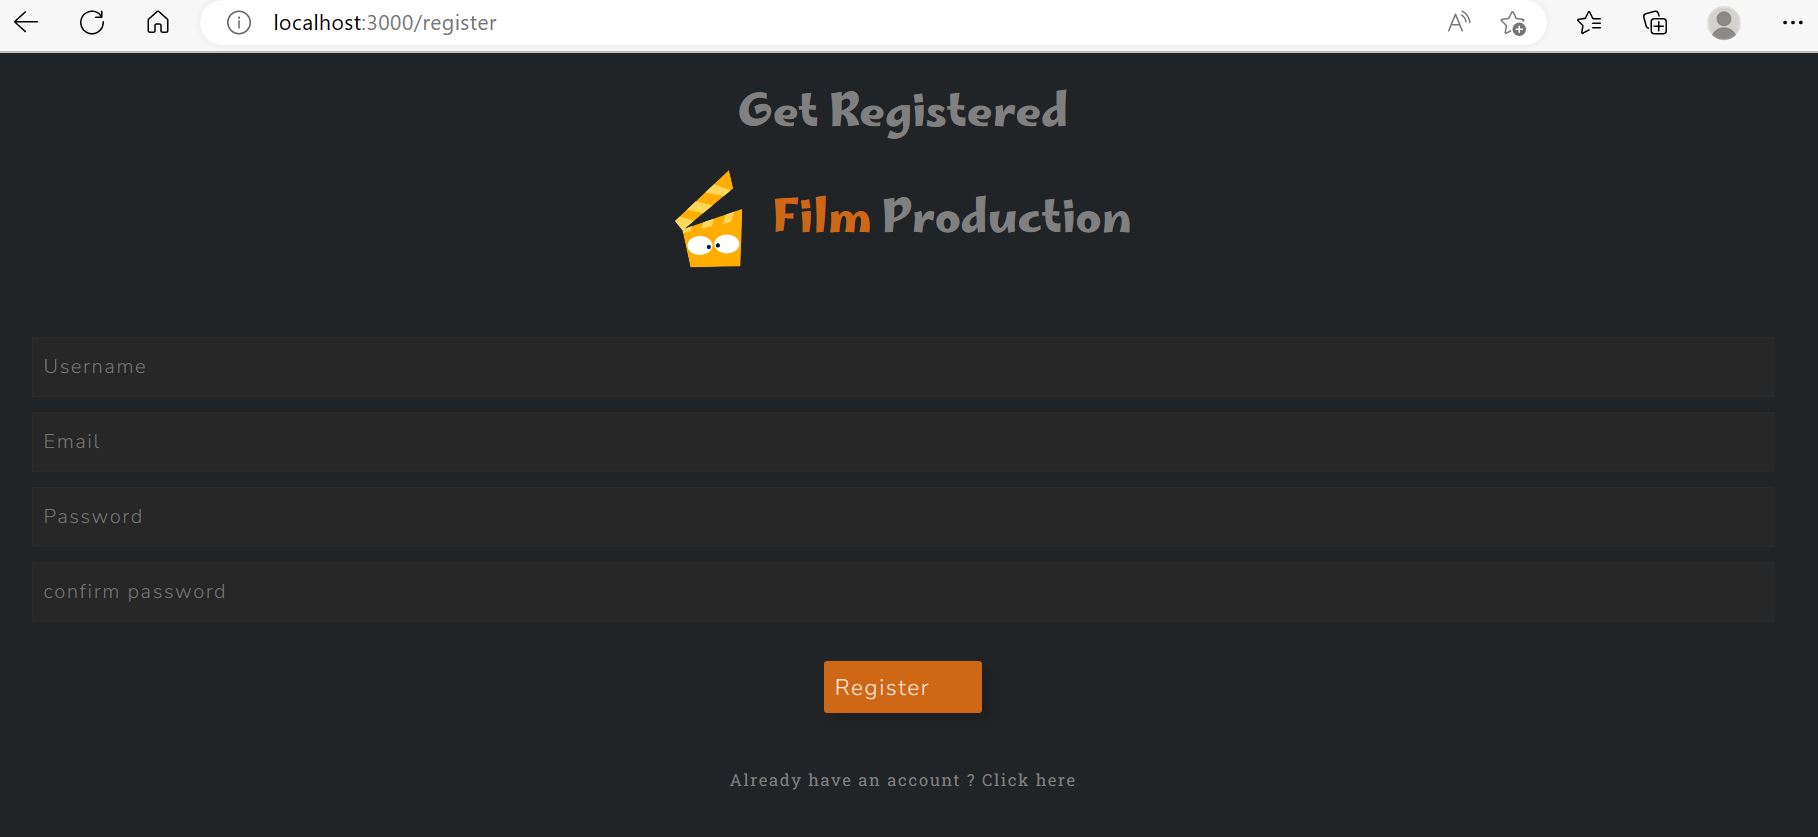 localhost:3000/register
Get Registered
Film Production
Username
Email
Password
confirm password
Register
Already have an account ? Click here